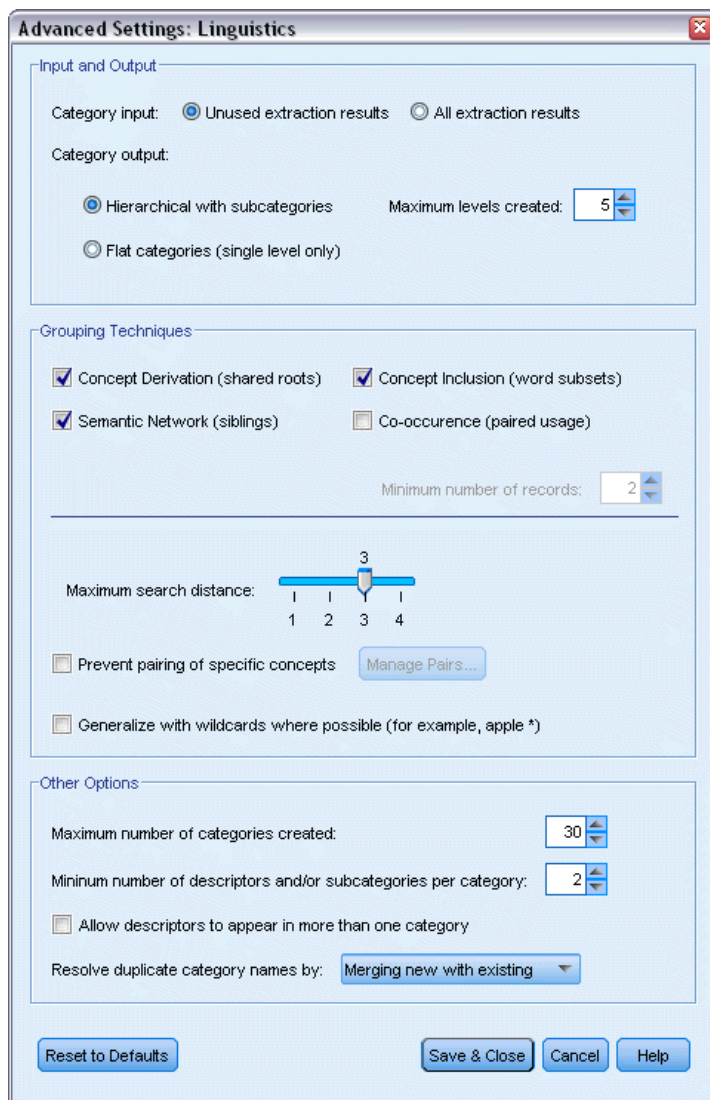 Advanced Settings: Linguistics
Input and Output
Category input: Unused extraction results All extraction results
Category output:
Hierarchical with subcategories Maximum levels created: 5
Flat categories (single level only)
Grouping Techniques
Concept Derivation (shared roots) Concept Inclusion (word subsets)
Semantic Network (siblings) Co-occurence (paired usage)
Minimum number of records: 2
3
Maximum search distance:
1 2 3 4
Prevent pairing of specific concepts Manage Pairs...
Generalize with wildcards where possible (for example, apple *)
Other Options
Maximum number of categories created: 30
Mininum number of descriptors and/or subcategories per category: 2
Allow descriptors to appear in more than one category
Resolve duplicate category names by: Merging new with existing
Reset to Defaults Save & Close Cancel Help